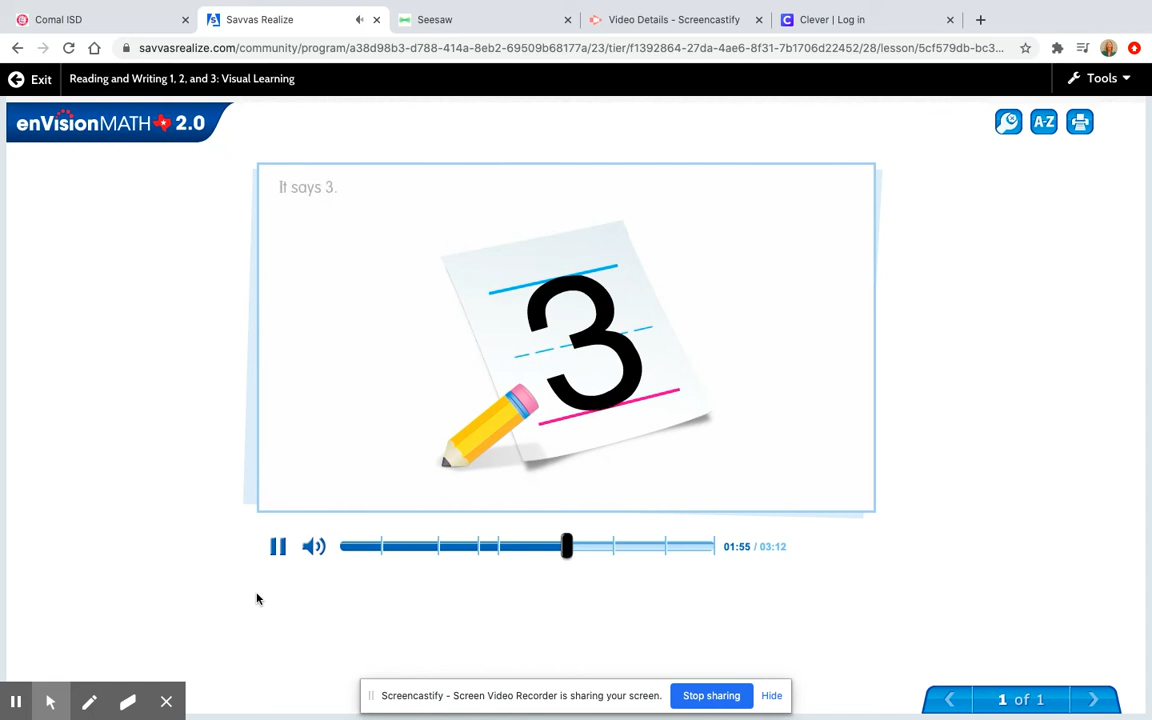 Comal ISD
Savvas Realize
Seesaw
Video Details - Screencastify
Clever | Log in
savvasrealize.com/community/program/a38d98b3-d788-414a-8eb2-69509b68177a/23/tier/f1392864-27da-4ae6-8f31-7b1706d22452/28/lesson/5cf579db-bc3...
Exit
Reading and Writing 1, 2, and 3: Visual Learning
Tools
enVisionMATH 2.0
A-Z
It says 3.
3
01:55 / 03:12
Screencastify - Screen Video Recorder is sharing your screen.
Stop sharing
Hide
1 of 1